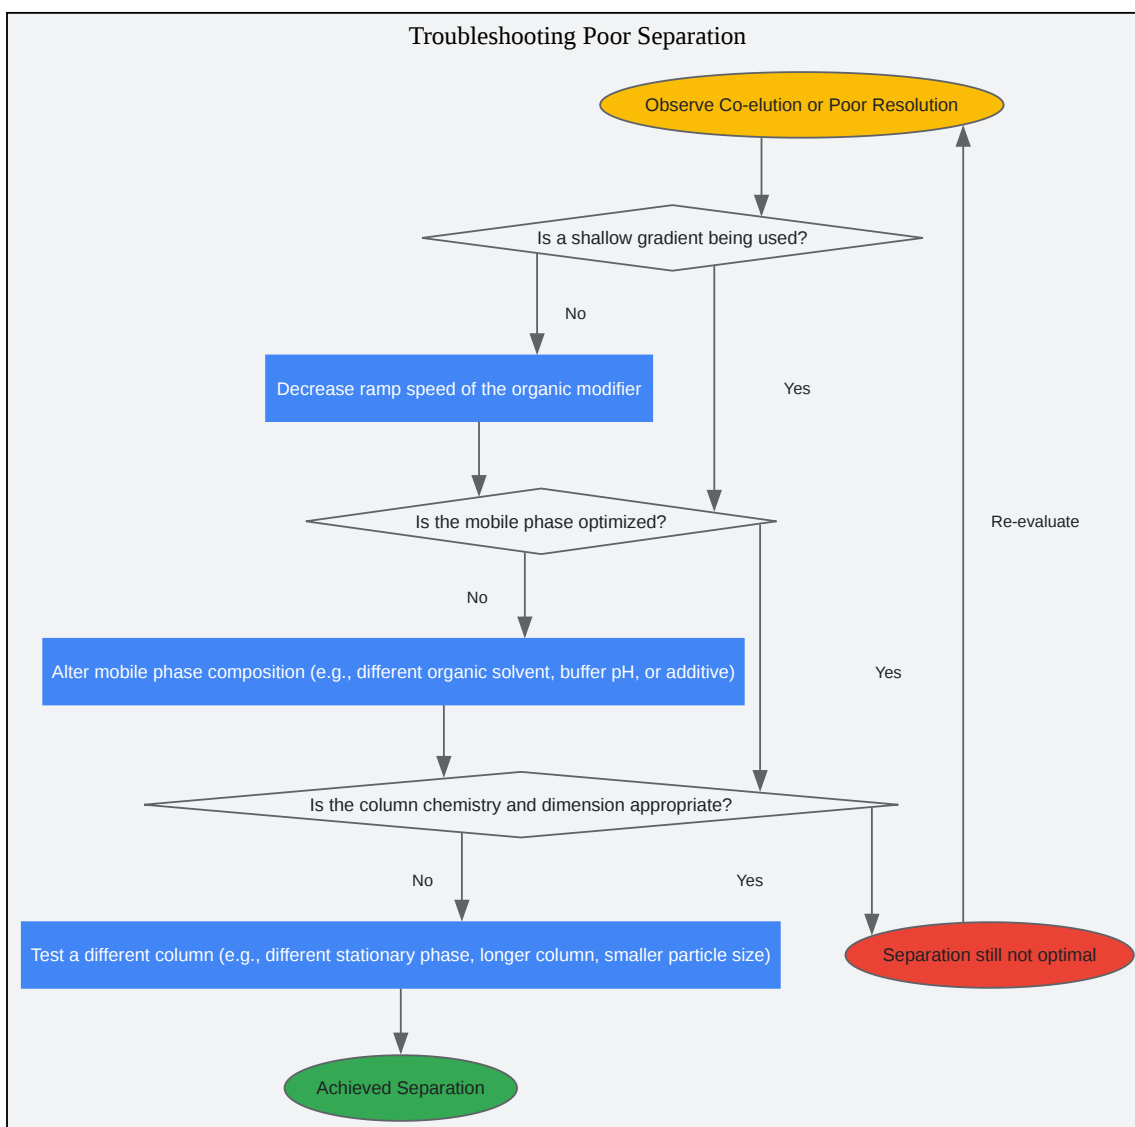 Troubleshooting Poor Separation
Observe Co-elution or Poor Resolution
Is a shallow gradient being used?
No
Decrease ramp speed of the organic modifier
Yes
Is the mobile phase optimized?
Re-evaluate
No
Alter mobile phase composition (e.g., different organic solvent, buffer pH, or additive)
Yes
Is the column chemistry and dimension appropriate?
No
Yes
Test a different column (e.g., different stationary phase, longer column, smaller particle size)
Separation still not optimal
Achieved Separation